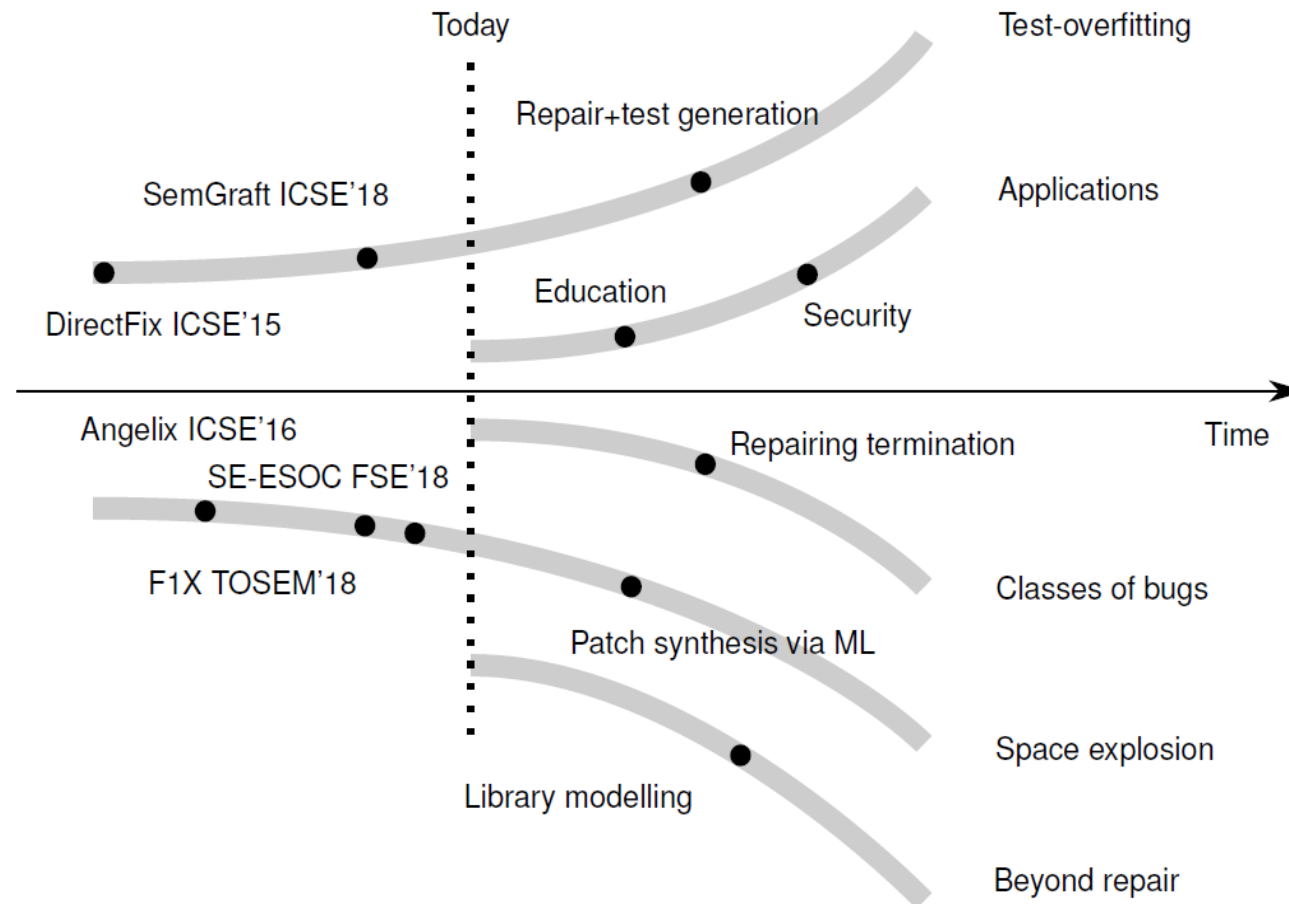 Today
Test-overfitting
Repair+test generation
SemGraft ICSE’18
Applications
Education
Security
DirectFix ICSE’15
Angelix ICSE’16
Time
Repairing termination
SE-ESOC FSE’18
F1X TOSEM’18
Classes of bugs
Patch synthesis via ML
Space explosion
Library modelling
Beyond repair